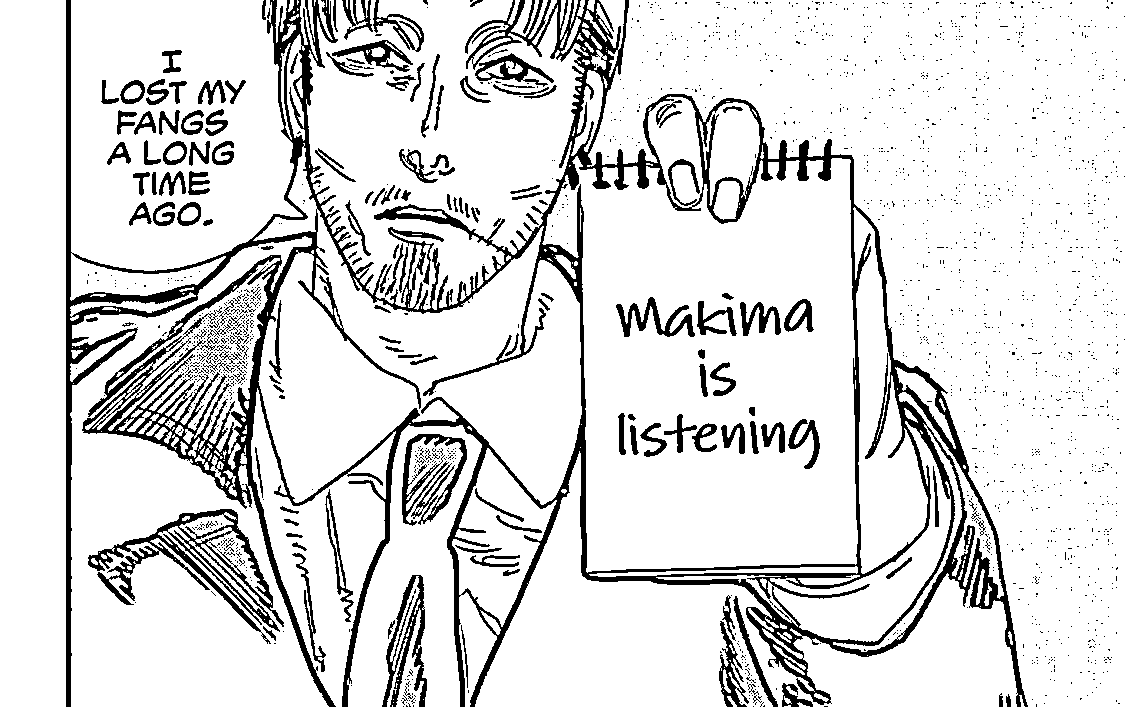 I
LOST MY
FANGS
A LONG
TIME
AGO.
Makima
is
listening